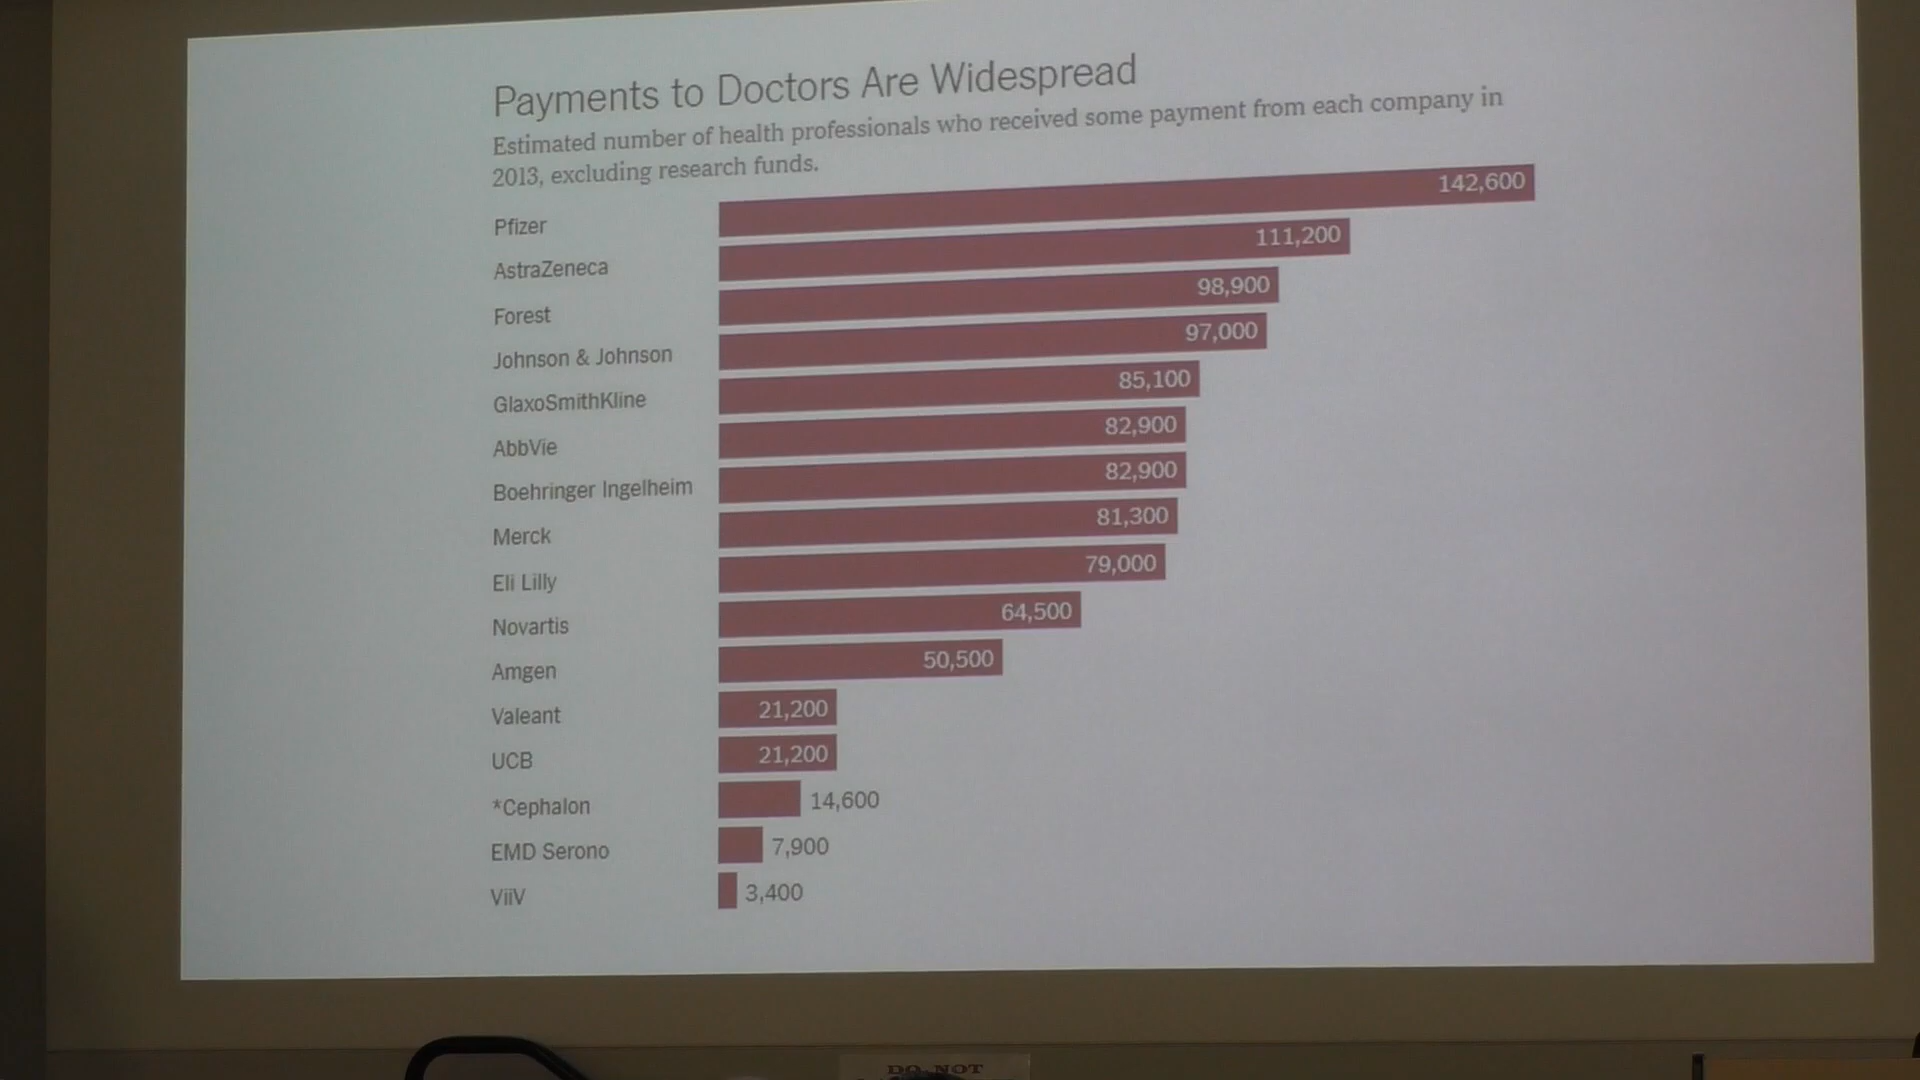 Payments to Doctors Are Widespread
Estimated number of health professionals who received some payment from each company in
2013, excluding research funds.
Pfizer 142,600
AstraZeneca 111,200
Forest 98,900
Johnson & Johnson 97,000
GlaxoSmithKline 85,100
AbbVie 82,900
Boehringer Ingelheim 82,900
Merck 81,300
Eli Lilly 79,000
Novartis 64,500
Amgen 50,500
Valeant 21,200
UCB 21,200
*Cephalon 14,600
EMD Serono 7,900
ViiV 3,400
DO NOT